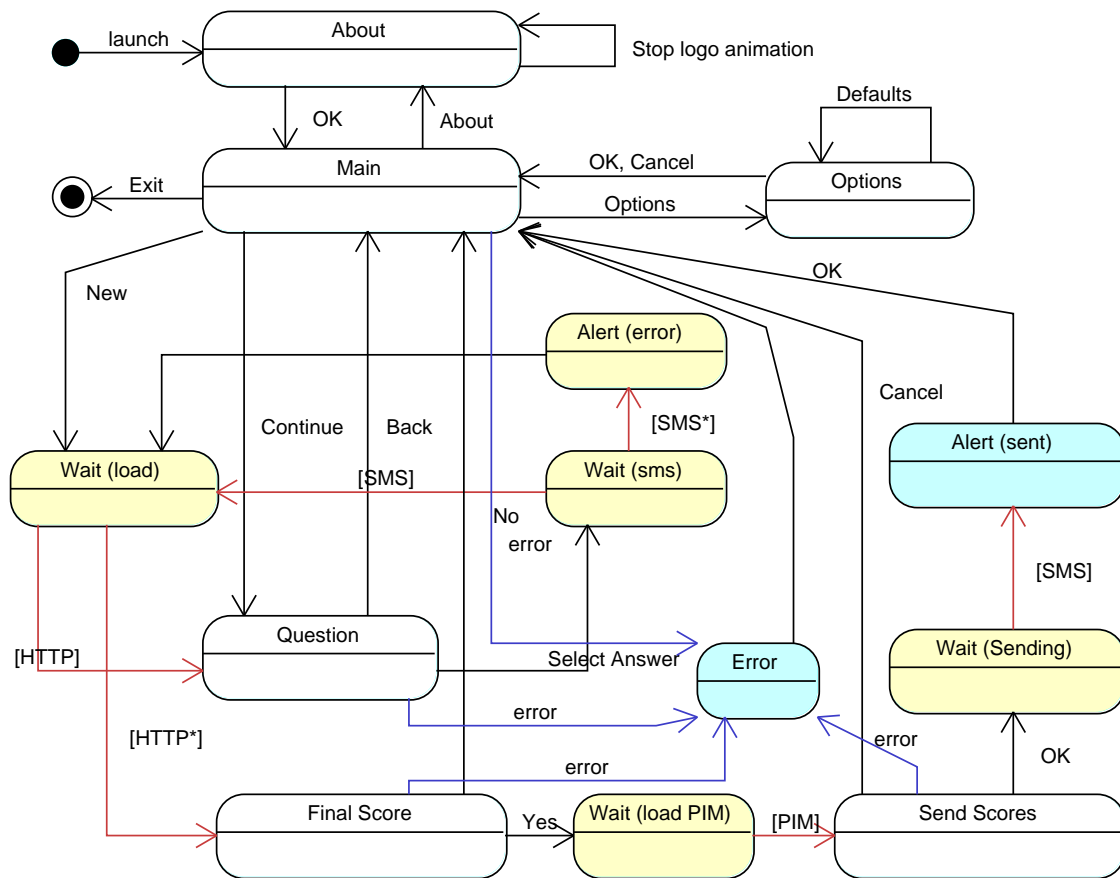 About
launch
Stop logo animation
OK
About
Defaults
Main
OK, Cancel
Options
Exit
Options
OK
New
Alert (error)
Cancel
Continue
Back
[SMS*]
Alert (sent)
Wait (load)
[SMS]
Wait (sms)
No
error
[SMS]
Question
[HTTP]
Select Answer
Error
Wait (Sending)
error
[HTTP*]
error
error
OK
Final Score
Yes
Wait (load PIM)
[PIM]
Send Scores